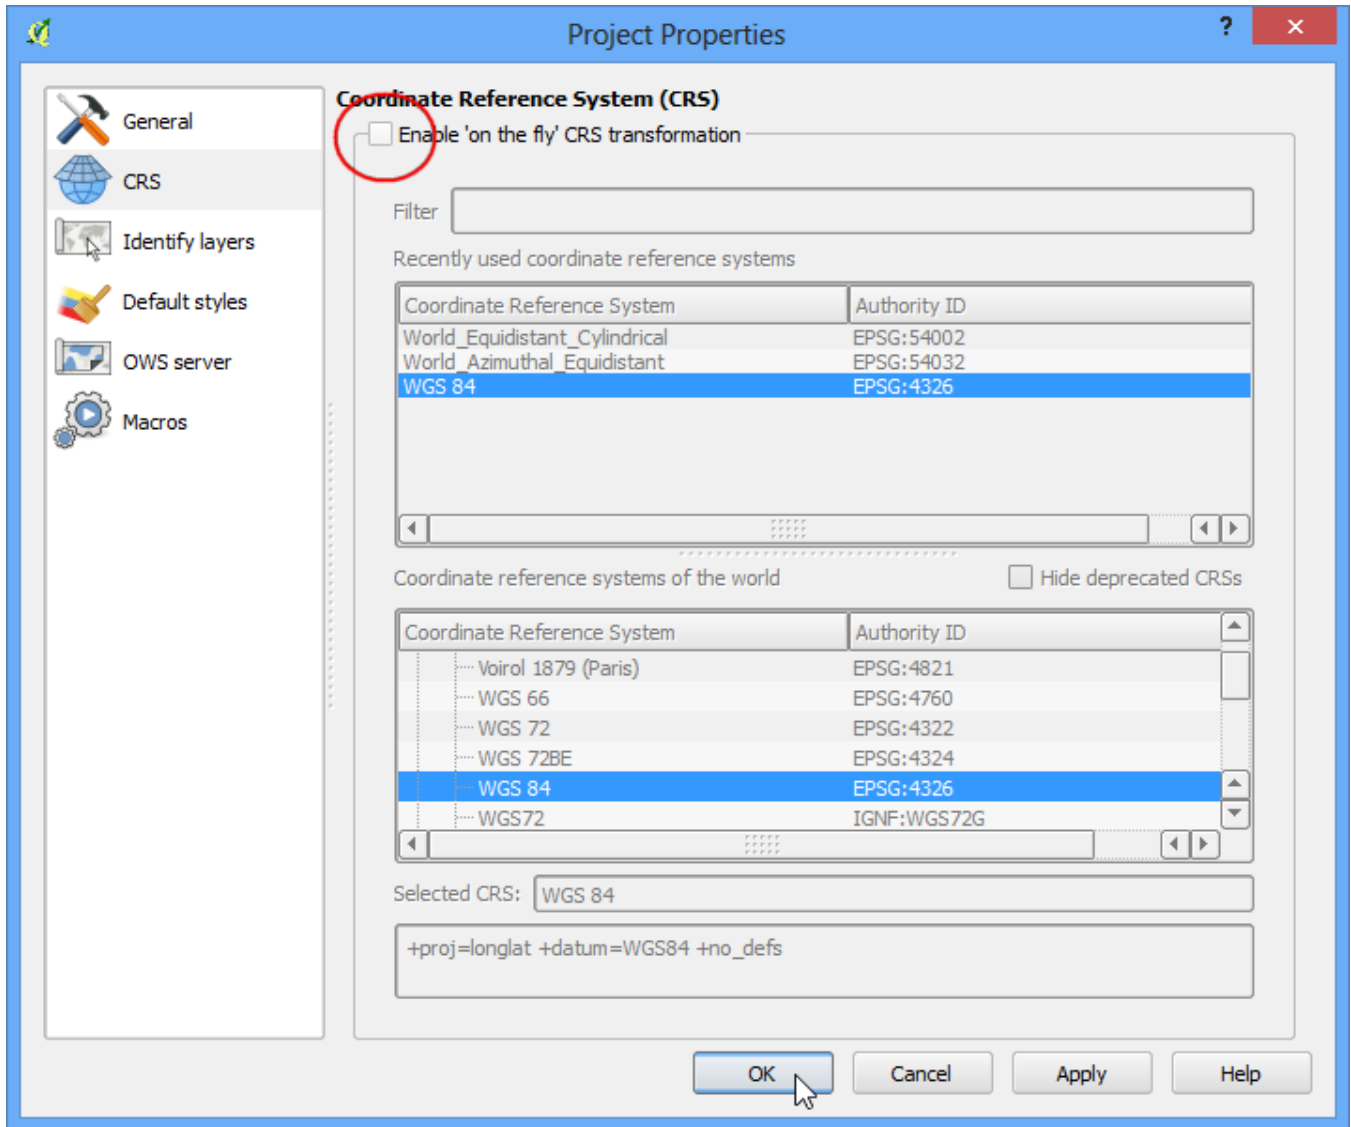 Project Properties
?
General
CRS
Identify layers
Default styles
OWS server
Macros
Coordinate Reference System (CRS)
Enable 'on the fly' CRS transformation
Filter
Recently used coordinate reference systems
Coordinate Reference System Authority ID
World_Equidistant_Cylindrical EPSG:54002
World_Azimuthal_Equidistant EPSG:54032
WGS 84 EPSG:4326
Coordinate reference systems of the world Hide deprecated CRSs
Coordinate Reference System Authority ID
Voirol 1879 (Paris) EPSG:4821
WGS 66 EPSG:4760
WGS 72 EPSG:4322
WGS 72BE EPSG:4324
WGS 84 EPSG:4326
WGS72 IGNF:WGS72G
Selected CRS: WGS 84
+proj=longlat +datum=WGS84 +no_defs
OK Cancel Apply Help